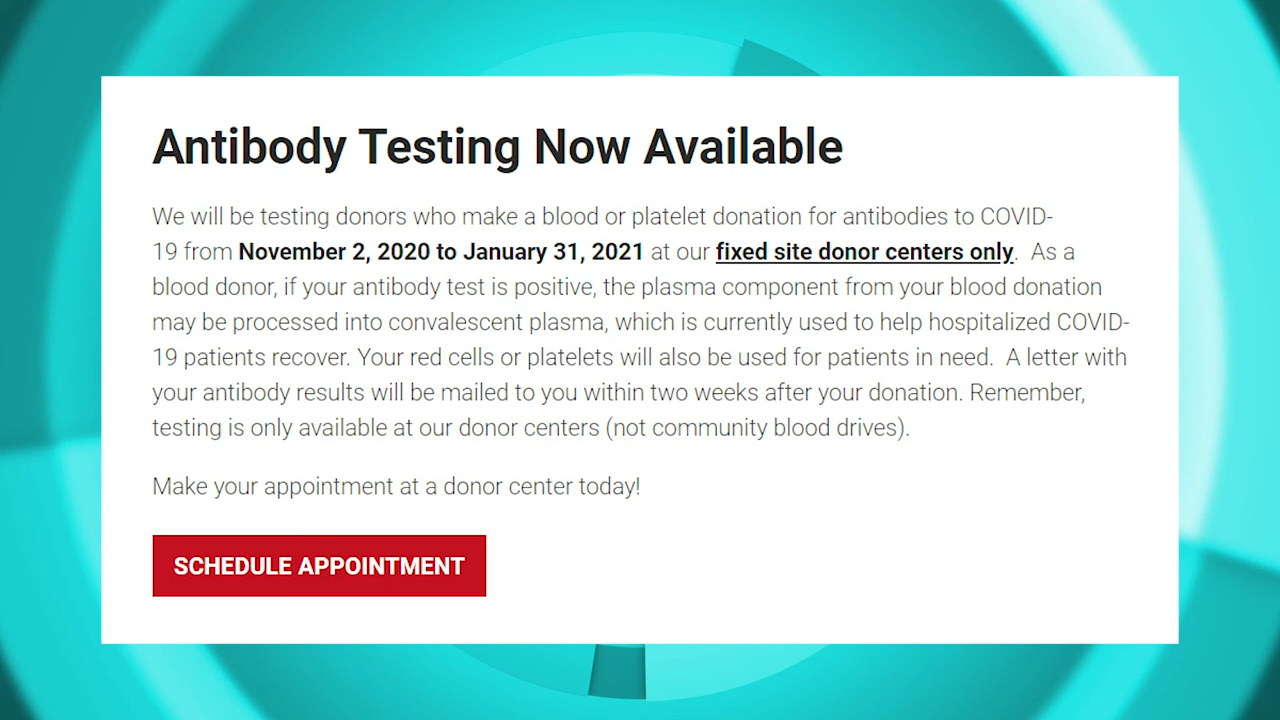 Antibody Testing Now Available
We will be testing donors who make a blood or platelet donation for antibodies to COVID-
19 from November 2, 2020 to January 31, 2021 at our fixed site donor centers only.  As a
blood donor, if your antibody test is positive, the plasma component from your blood donation
may be processed into convalescent plasma, which is currently used to help hospitalized COVID-
19 patients recover. Your red cells or platelets will also be used for patients in need.  A letter with
your antibody results will be mailed to you within two weeks after your donation. Remember,
testing is only available at our donor centers (not community blood drives).
Make your appointment at a donor center today!
SCHEDULE APPOINTMENT